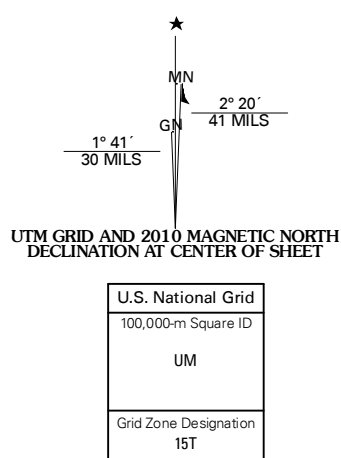 MN
2° 20´
41 MILS
GN
1° 41´
30 MILS
UTM GRID AND 2010 MAGNETIC NORTH
DECLINATION AT CENTER OF SHEET
U.S. National Grid
100,000-m Square ID
UM
Grid Zone Designation
15T